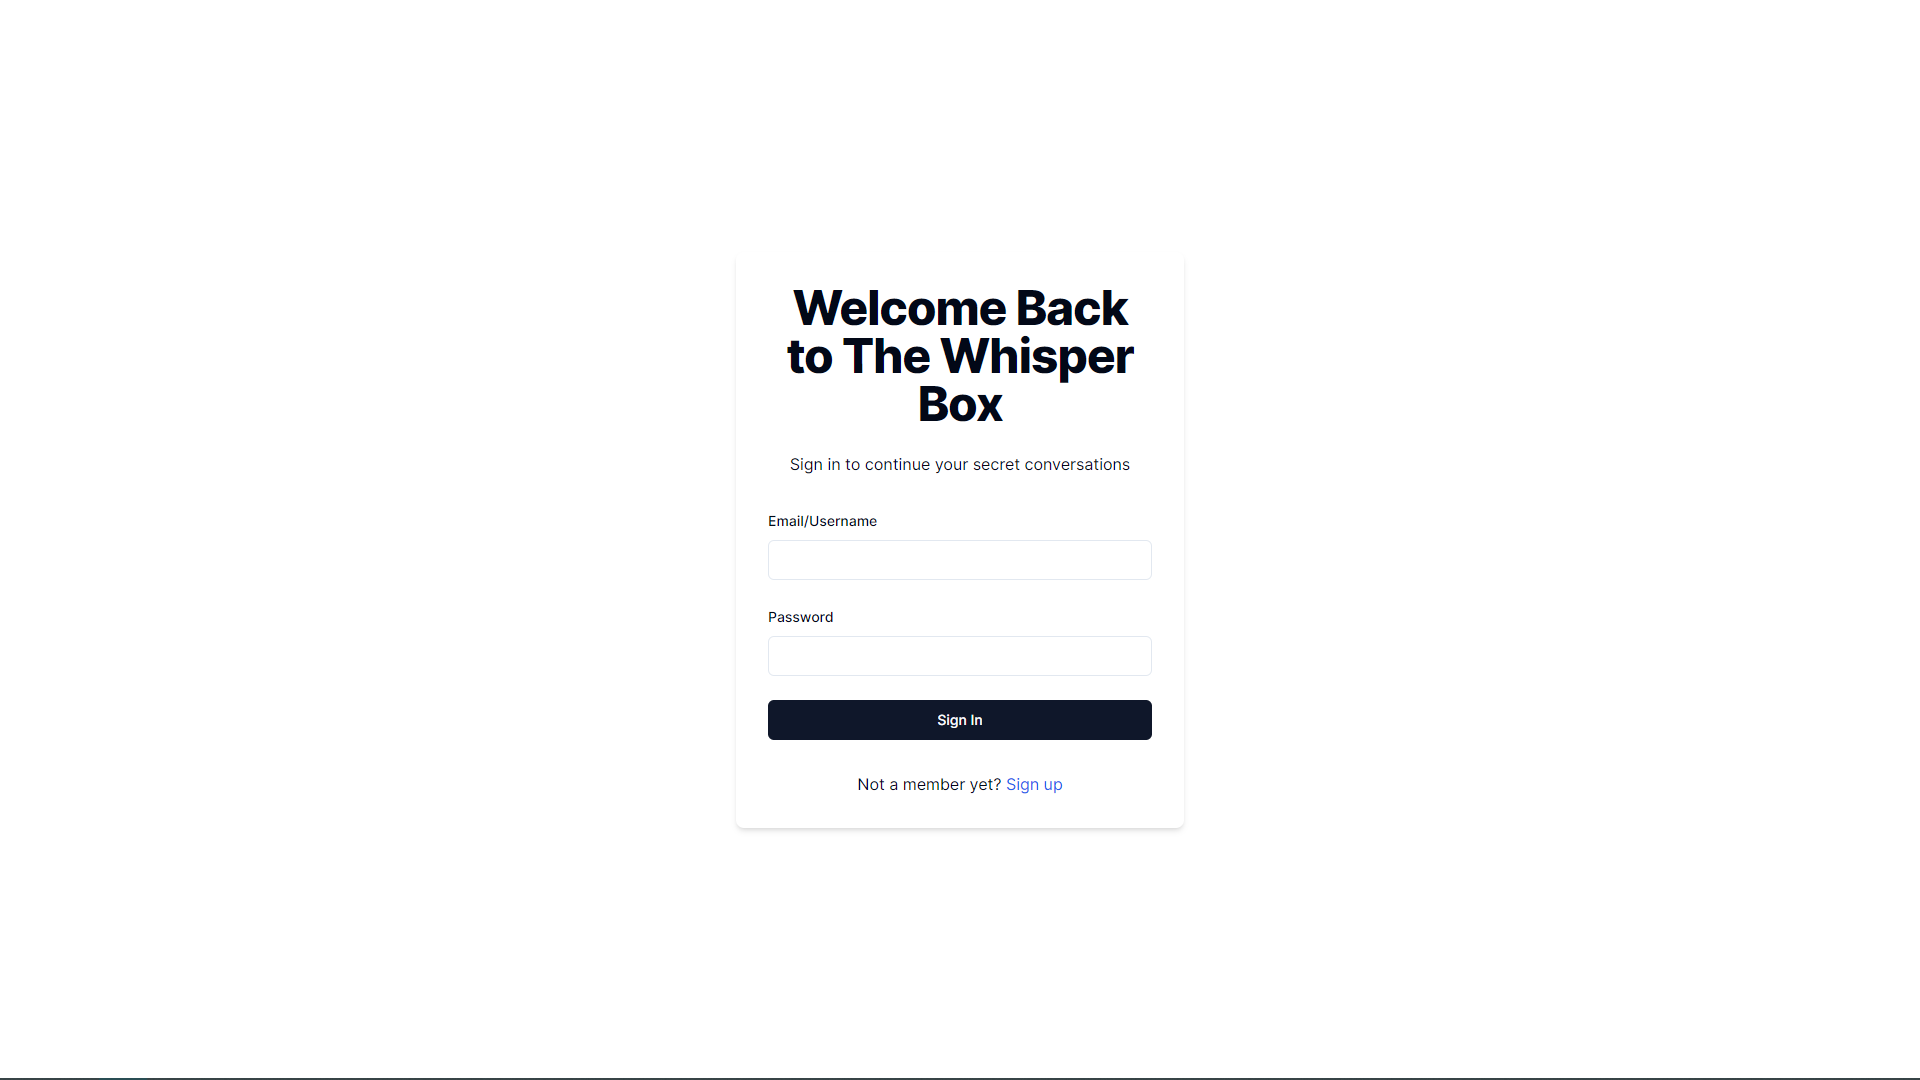 Welcome Back
to The Whisper
Box
Sign in to continue your secret conversations
Email/Username
Password
Sign In
Not a member yet? Sign up